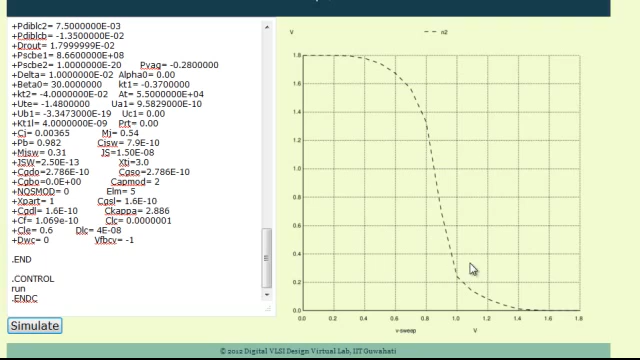 +Pdiblc2= 7.5000000E-03
+Pdiblcb= -1.3500000E-02
+Drout= 1.7999999E-02
+Pscbe1= 8.6600000E+08
+Pscbe2= 1.0000000E-20 Pvag= -0.2800000
+Delta= 1.0000000E-02 Alpha0= 0.00
+Beta0= 30.0000000 kt1= -0.3700000
+kt2= -4.0000000E-02 At= 5.5000000E+04
+Ute= -1.4800000 Ua1= 9.5829000E-10
+Ub1= -3.3473000E-19 Uc1= 0.00
+Kt1l= 4.0000000E-09 Prt= 0.00
+Cj= 0.00365 Mj= 0.54
+Pb= 0.982 Cjsw= 7.9E-10
+Mjsw= 0.31 JS=1.50E-08
+JSW=2.50E-13 Xtj=3.0
+Cgdo=2.786E-10 Cgso=2.786E-10
+Cgbo=0.0E+00 Capmod= 2
+NQSMOD= 0 Elm= 5
+Xpart= 1 Cgsl= 1.6E-10
+Cgdl= 1.6E-10 Ckappa= 2.886
+Cf= 1.069e-10 Clc= 0.0000001
+Cle= 0.6 Dlc= 4E-08
+Dwc= 0 Vfbcv= -1
.END
.CONTROL
run
.ENDC
Simulate
V
n2
1.8
1.6
1.4
1.2
1.0
0.8
0.6
0.4
0.2
0.0
0.0 0.2 0.4 0.6 0.8 1.0 1.2 1.4 1.6 1.8
v-sweep V
© 2012 Digital VLSI Design Virtual Lab, IIT Guwahati